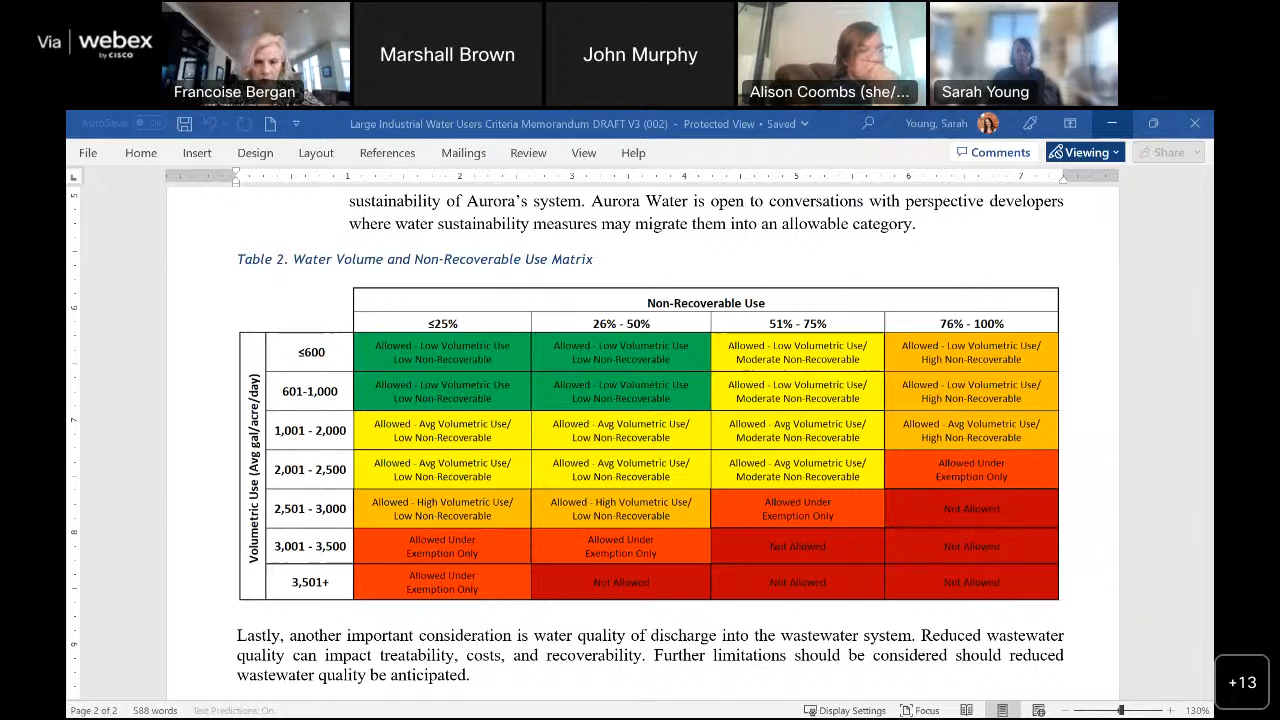 Via webex
by CISCO
Francoise Bergan
Marshall Brown
John Murphy
Alison Coombs (she/...
Sarah Young
AutoSave Off
Large Industrial Water Users Criteria Memorandum DRAFT V3 (002) - Protected View • Saved
Young, Sarah
File Home Insert Design Layout References Mailings Review View Help
Comments Viewing Share
1 2 3 4 5 6 7
sustainability of Aurora's system. Aurora Water is open to conversations with perspective developers
where water sustainability measures may migrate them into an allowable category.
Table 2. Water Volume and Non-Recoverable Use Matrix
Non-Recoverable Use
≤25% 26% - 50% 51% - 75% 76% - 100%
Volumetric Use (Avg gal/acre/day)
≤600
Allowed - Low Volumetric Use
Low Non-Recoverable
Allowed - Low Volumetric Use
Low Non-Recoverable
Allowed - Low Volumetric Use/
Moderate Non-Recoverable
Allowed - Low Volumetric Use/
High Non-Recoverable
601-1,000
Allowed - Low Volumetric Use
Low Non-Recoverable
Allowed - Low Volumetric Use
Low Non-Recoverable
Allowed - Low Volumetric Use/
Moderate Non-Recoverable
Allowed - Low Volumetric Use/
High Non-Recoverable
1,001 - 2,000
Allowed - Avg Volumetric Use/
Low Non-Recoverable
Allowed - Avg Volumetric Use/
Low Non-Recoverable
Allowed - Avg Volumetric Use/
Moderate Non-Recoverable
Allowed - Avg Volumetric Use/
High Non-Recoverable
2,001 - 2,500
Allowed - Avg Volumetric Use/
Low Non-Recoverable
Allowed - Avg Volumetric Use/
Low Non-Recoverable
Allowed - Avg Volumetric Use/
Moderate Non-Recoverable
Allowed Under
Exemption Only
2,501 - 3,000
Allowed - High Volumetric Use/
Low Non-Recoverable
Allowed - High Volumetric Use/
Low Non-Recoverable
Allowed Under
Exemption Only
Not Allowed
3,001 - 3,500
Allowed Under
Exemption Only
Allowed Under
Exemption Only
Not Allowed
Not Allowed
3,501+
Allowed Under
Exemption Only
Not Allowed
Not Allowed
Not Allowed
Lastly, another important consideration is water quality of discharge into the wastewater system. Reduced wastewater
quality can impact treatability, costs, and recoverability. Further limitations should be considered should reduced
wastewater quality be anticipated.
+13
Page 2 of 2 588 words Text Predictions: On Display Settings Focus 130%